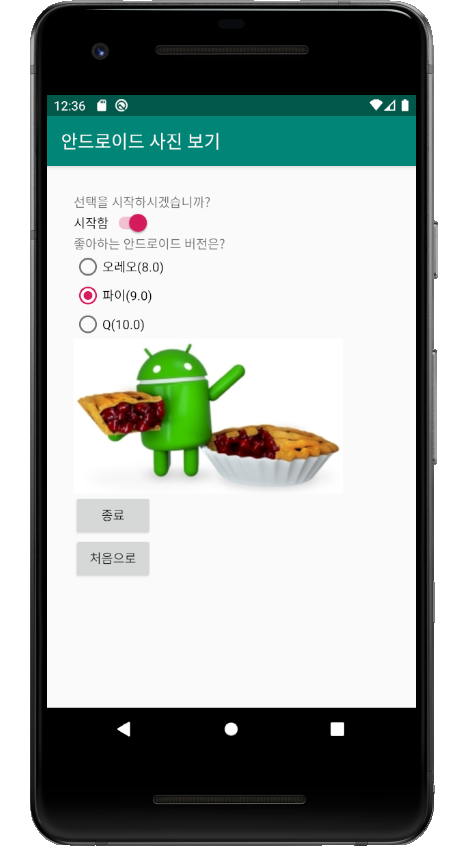 12:36
안드로이드 사진 보기
선택을 시작하시겠습니까?
시작함
좋아하는 안드로이드 버전은?
오레오(8.0)
파이(9.0)
Q(10.0)
종료
처음으로